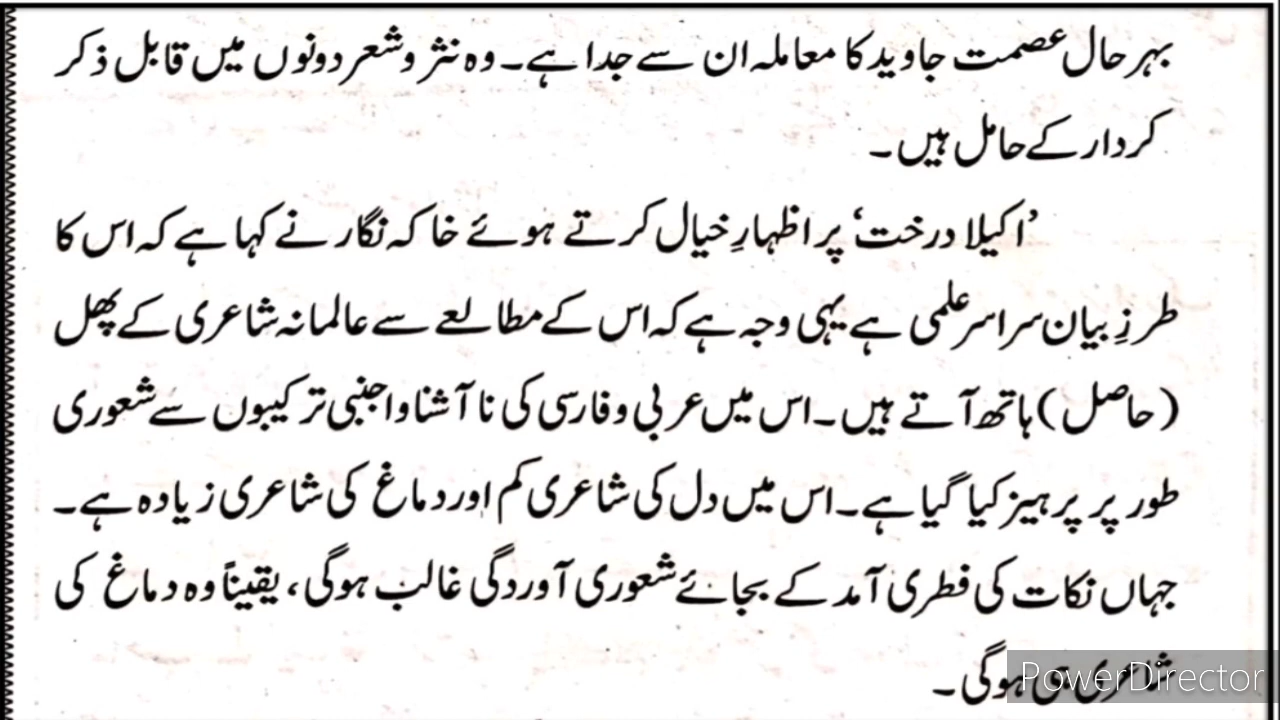 بہر حال عصمت جاوید کا معاملہ ان سے جدا ہے۔ وہ نثر و شعر دونوں میں قابل ذکر
کردار کے حامل ہیں۔
’اکیلا درخت‘ پر اظہارِ خیال کرتے ہوئے خاکہ نگار نے کہا ہے کہ اس کا
طرزِ بیان سراسر علمی ہے یہی وجہ ہے کہ اس کے مطالعے سے عالمانہ شاعری کے پھل
(حاصل) ہاتھ آتے ہیں۔ اس میں عربی و فارسی کی نا آشنا و اجنبی ترکیبوں سے شعوری
طور پر پرہیز کیا گیا ہے۔ اس میں دل کی شاعری کم اور دماغ کی شاعری زیادہ ہے۔
جہاں نکات کی فطری آمد کے بجائے شعوری آوردگی غالب ہوگی، یقیناً وہ دماغ کی
شاعری ہی ہوگی۔
PowerDirector